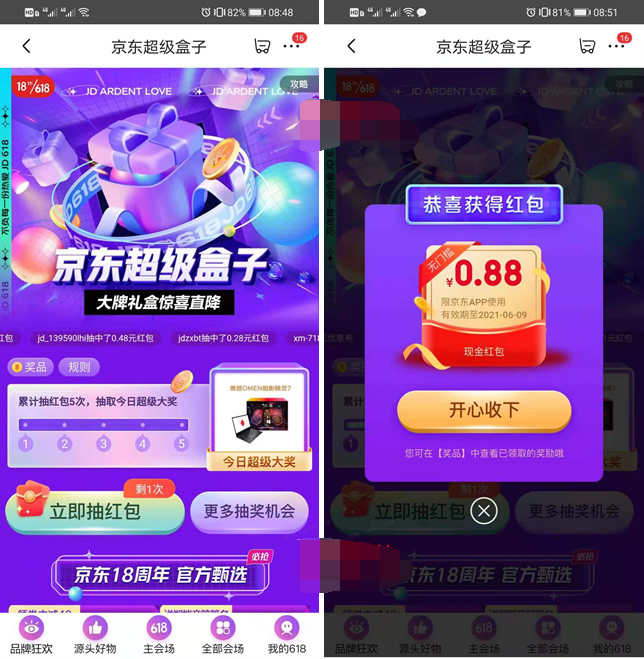 82% 08:48
京东超级盒子
16
18th/618
JD ARDENT LOVE
JD ARDENT LOVE
攻略
不负每一份热爱 JD 618
JD 618
京东超级盒子
大牌礼盒惊喜直降
红包
jd_139590lhi抽中了0.48元红包
jdzxbt抽中了0.28元红包
xm-71
奖品
规则
累计抽红包5次，抽取今日超级大奖
1 2 3 4 5
今日超级大奖
剩1次
立即抽红包
更多抽奖机会
必抢
京东18周年 官方甄选
品牌狂欢
源头好物
618
主会场
全部会场
我的618
81% 08:51
京东超级盒子
16
18th/618
JD ARDENT LOVE
攻略
恭喜获得红包
无门槛
¥0.88
限京东APP使用
有效期至2021-06-09
现金红包
开心收下
您可在【奖品】中查看已领取的奖励哦
剩1次
立即抽红包
更多抽奖机会
必抢
京东18周年 官方甄选
品牌狂欢
源头好物
618
主会场
全部会场
我的618